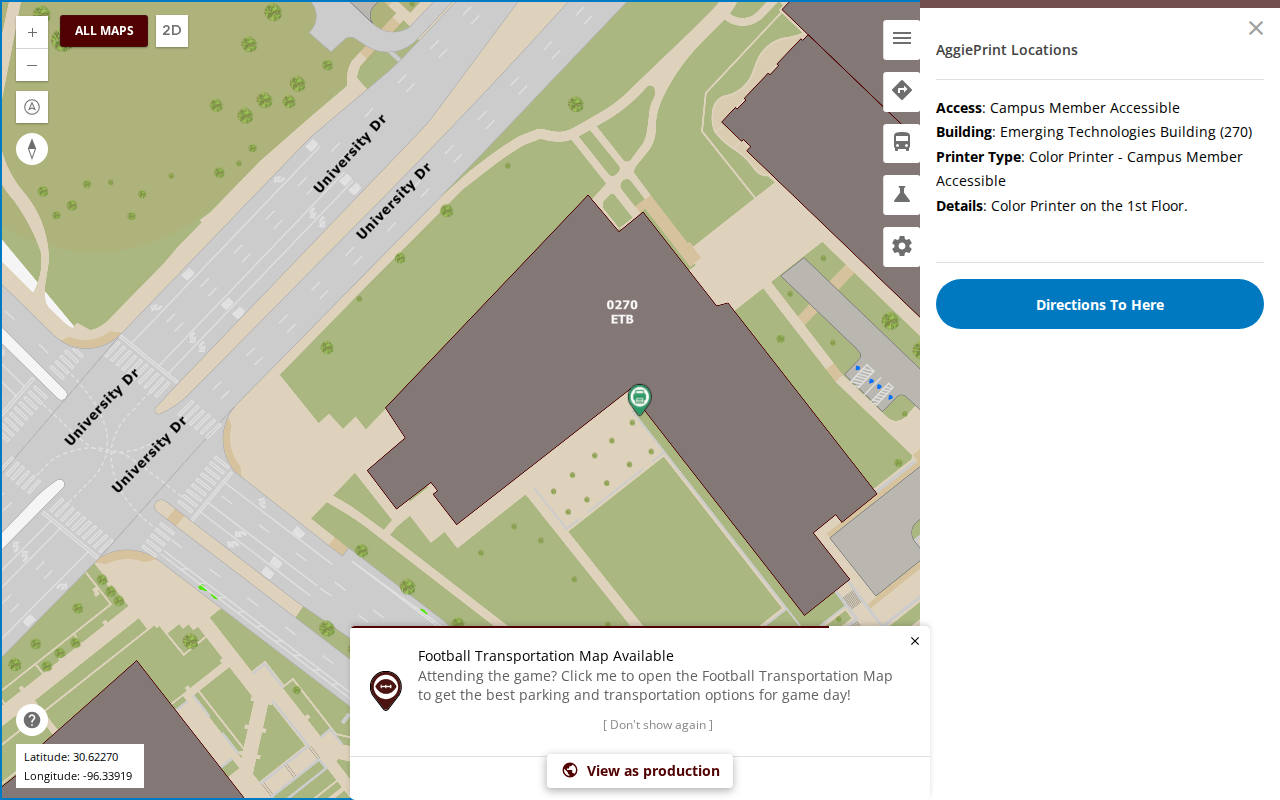 +
ALL MAPS
2D
−
University Dr
University Dr
0270
ETB
University Dr
University Dr
Latitude: 30.62270
Longitude: -96.33919
AggiePrint Locations
Access: Campus Member Accessible
Building: Emerging Technologies Building (270)
Printer Type: Color Printer - Campus Member
Accessible
Details: Color Printer on the 1st Floor.
Directions To Here
Football Transportation Map Available
Attending the game? Click me to open the Football Transportation Map
to get the best parking and transportation options for game day!
[ Don't show again ]
View as production